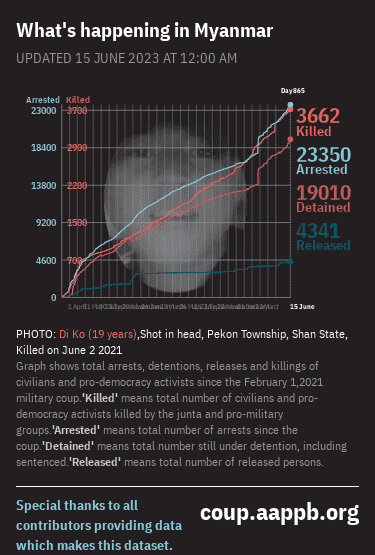 What's happening in Myanmar
UPDATED 15 JUNE 2023 AT 12:00 AM
Day 865
Arrested Killed
23000 3700
18400 2900
13800 2200
9200 1500
4600 700
0
3662
Killed
23350
Arrested
19010
Detained
4341
Released
15 June
PHOTO: Di Ko (19 years),Shot in head, Pekon Township, Shan State,
Killed on June 2 2021
Graph shows total arrests, detentions, releases and killings of
civilians and pro-democracy activists since the February 1,2021
military coup.'Killed' means total number of civilians and pro-
democracy activists killed by the junta and pro-military
groups.'Arrested' means total number of arrests since the
coup.'Detained' means total number still under detention, including
sentenced.'Released' means total number of released persons.
Special thanks to all
contributors providing data
which makes this dataset.
coup.aappb.org